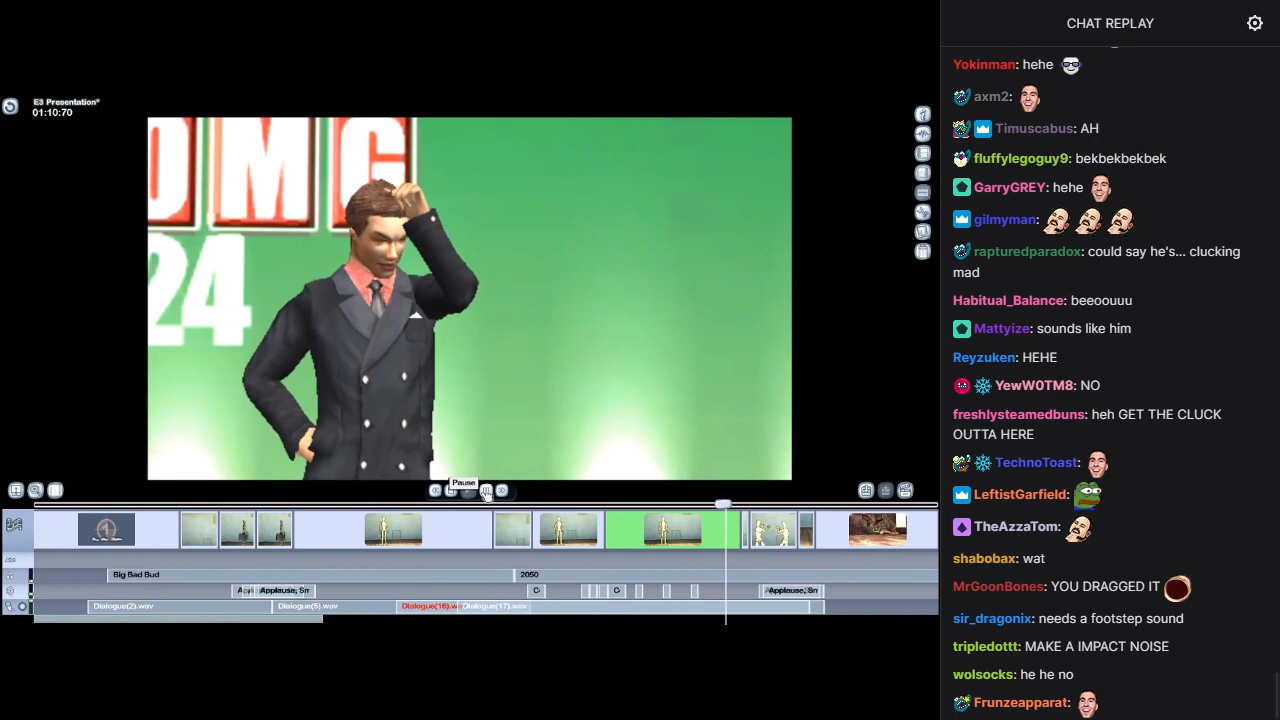 E3 Presentation*
01:10:70
OMG
24
Pause
Big Bad Bud
2050
Applause, Sm
C
C
Applause, Sm
Dialogue(2).wav
Dialogue(5).wav
Dialogue(16).w
Dialogue(17).wav
CHAT REPLAY
Yokinman: hehe
axm2:
Timuscabus: AH
fluffylegoguy9: bekbekbekbek
GarryGREY: hehe
gilmyman:
rapturedparadox: could say he's... clucking
mad
Habitual_Balance: beeoouuu
Mattyize: sounds like him
Reyzuken: HEHE
YewW0TM8: NO
freshlysteamedbuns: heh GET THE CLUCK
OUTTA HERE
TechnoToast:
LeftistGarfield:
TheAzzaTom:
shabobax: wat
MrGoonBones: YOU DRAGGED IT
sir_dragonix: needs a footstep sound
tripledottt: MAKE A IMPACT NOISE
wolsocks: he he no
Frunzeapparat: